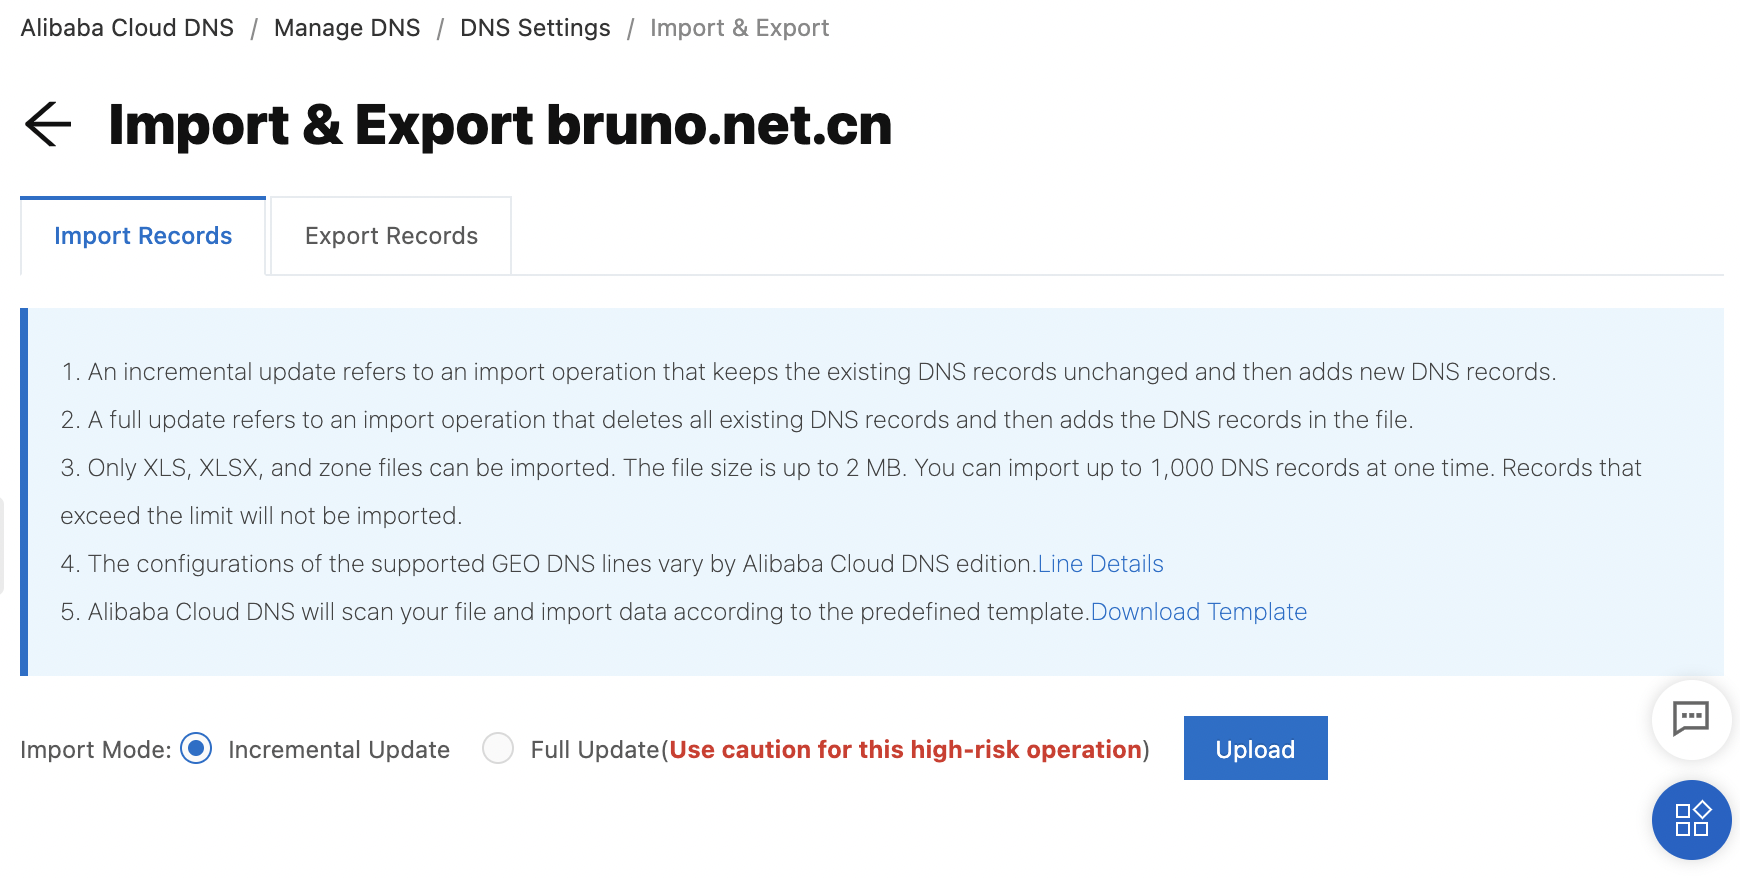 Alibaba Cloud DNS / Manage DNS / DNS Settings / Import & Export
Import & Export bruno.net.cn
Import Records Export Records
1. An incremental update refers to an import operation that keeps the existing DNS records unchanged and then adds new DNS records.
2. A full update refers to an import operation that deletes all existing DNS records and then adds the DNS records in the file.
3. Only XLS, XLSX, and zone files can be imported. The file size is up to 2 MB. You can import up to 1,000 DNS records at one time. Records that
exceed the limit will not be imported.
4. The configurations of the supported GEO DNS lines vary by Alibaba Cloud DNS edition.Line Details
5. Alibaba Cloud DNS will scan your file and import data according to the predefined template.Download Template
Import Mode: Incremental Update Full Update(Use caution for this high-risk operation) Upload